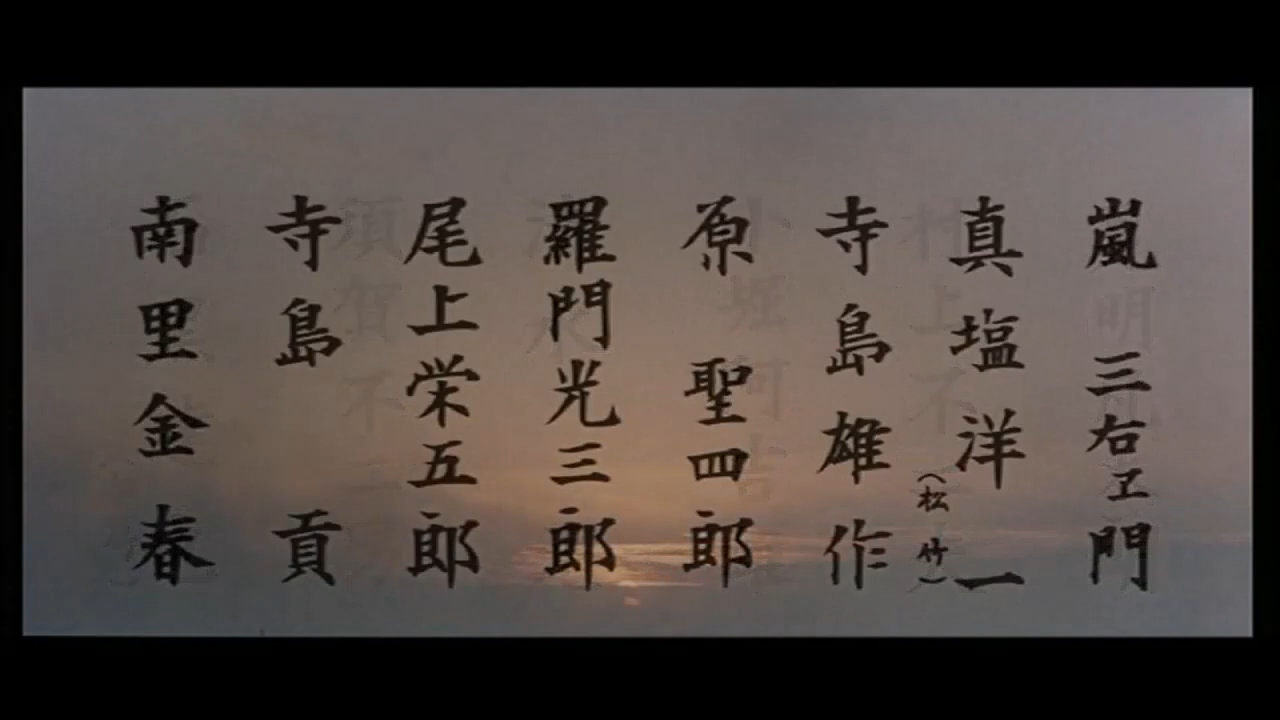 嵐三右ヱ門
真塩洋一
（松竹）
寺島雄作
原聖四郎
羅門光三郎
尾上栄五郎
寺島貢
南里金春